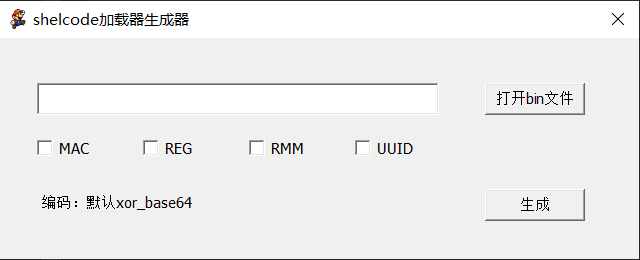 shelcode加载器生成器
打开bin文件
MAC REG RMM UUID
编码：默认xor_base64
生成